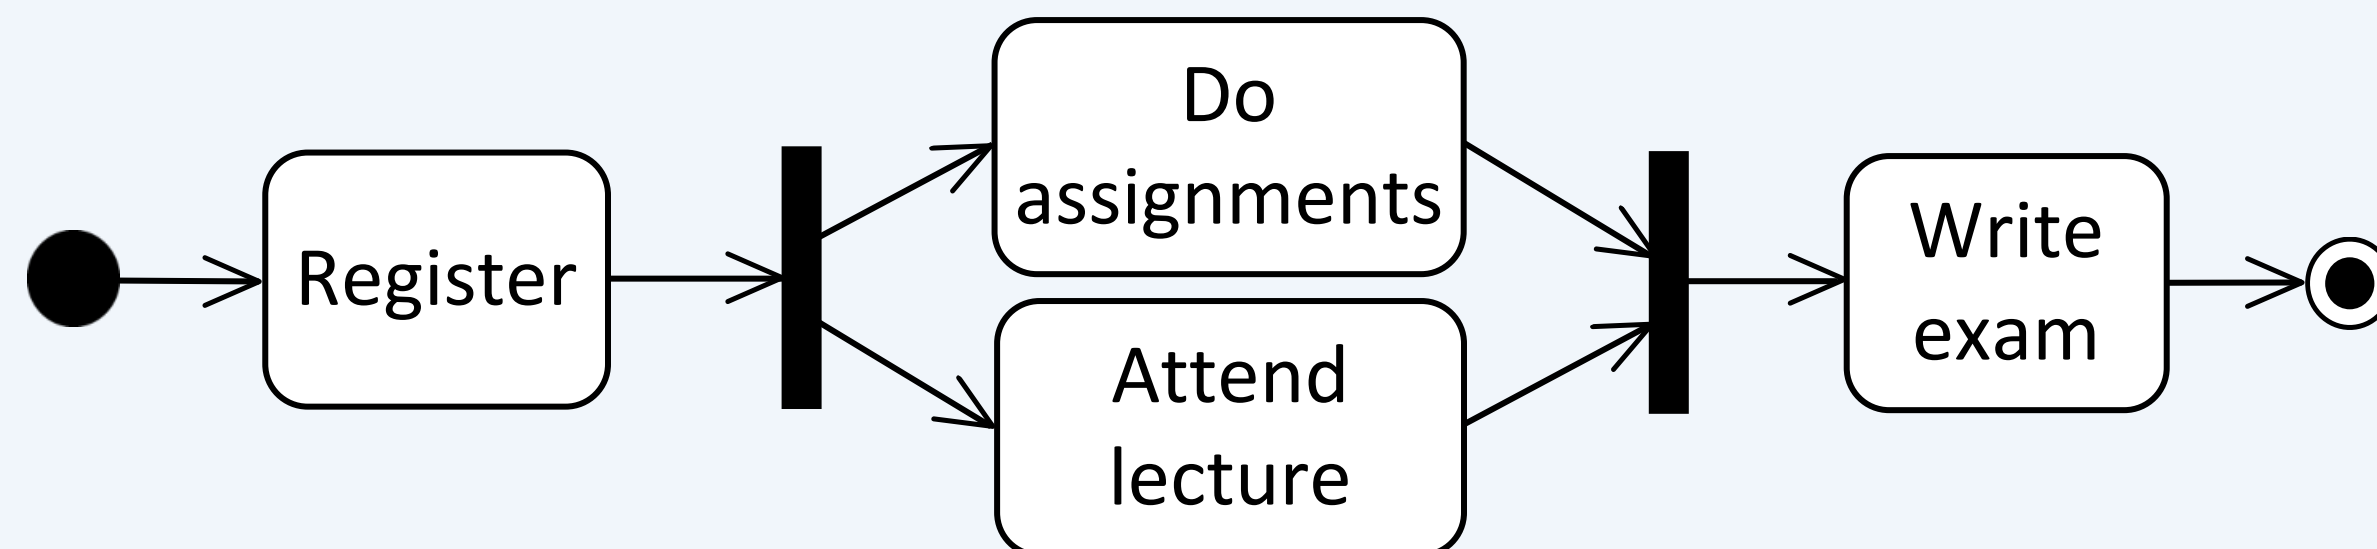 Register
Do
assignments
Attend
lecture
Write
exam